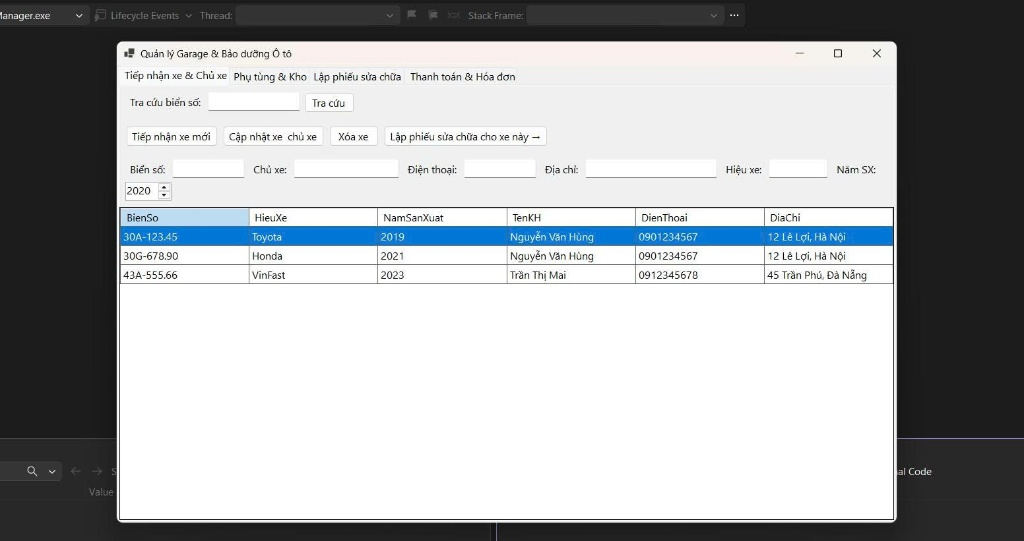 Manager.exe Lifecycle Events Thread: Stack Frame:
Quản lý Garage & Bảo dưỡng Ô tô
Tiếp nhận xe & Chủ xe Phụ tùng & Kho Lập phiếu sửa chữa Thanh toán & Hóa đơn
Tra cứu biển số: Tra cứu
Tiếp nhận xe mới Cập nhật xe chủ xe Xóa xe Lập phiếu sửa chữa cho xe này →
Biển số: Chủ xe: Điện thoại: Địa chỉ: Hiệu xe: Năm SX:
2020
BienSo HieuXe NamSanXuat TenKH DienThoai DiaChi
30A-123.45 Toyota 2019 Nguyễn Văn Hùng 0901234567 12 Lê Lợi, Hà Nội
30G-678.90 Honda 2021 Nguyễn Văn Hùng 0901234567 12 Lê Lợi, Hà Nội
43A-555.66 VinFast 2023 Trần Thị Mai 0912345678 45 Trần Phú, Đà Nẵng
Code
Value